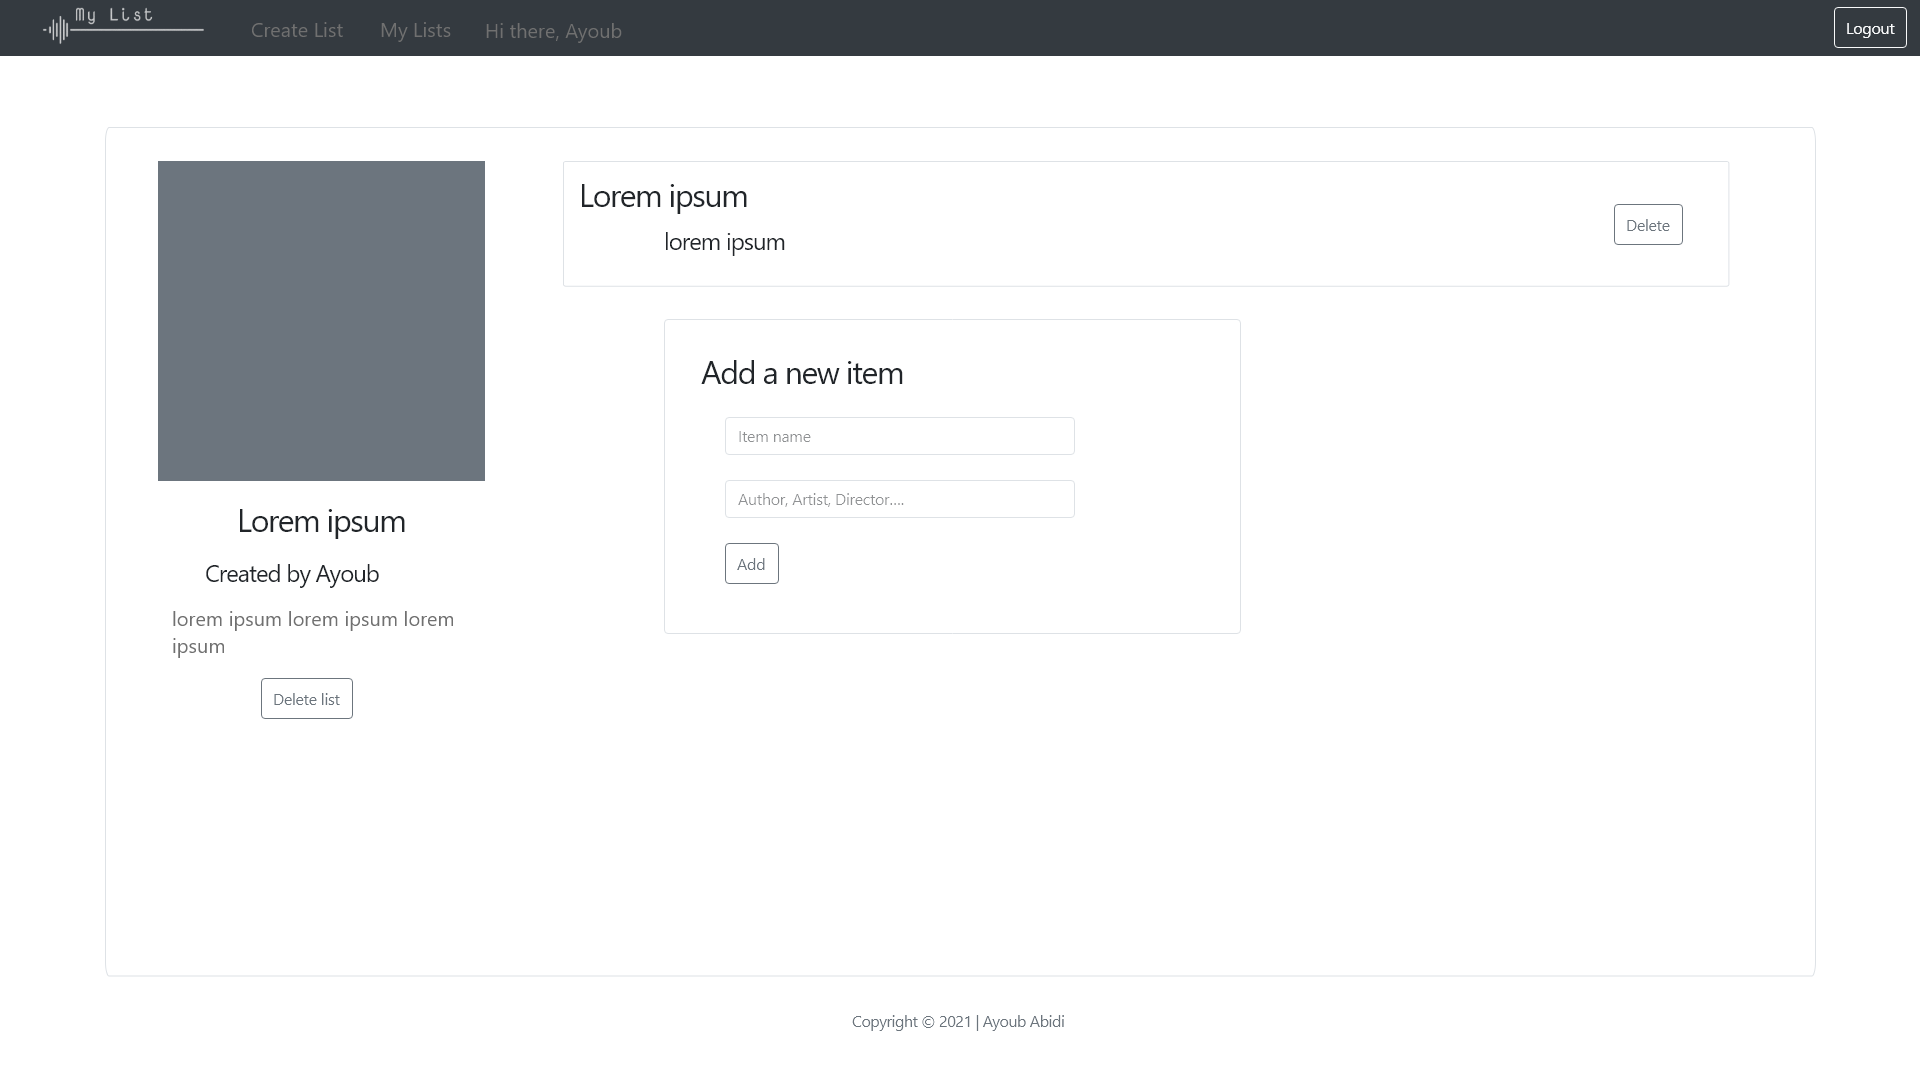 My List
Create List
My Lists
Hi there, Ayoub
Logout
Lorem ipsum
Created by Ayoub
lorem ipsum lorem ipsum lorem
ipsum
Delete list
Lorem ipsum
lorem ipsum
Delete
Add a new item
Item name
Author, Artist, Director....
Add
Copyright © 2021 | Ayoub Abidi